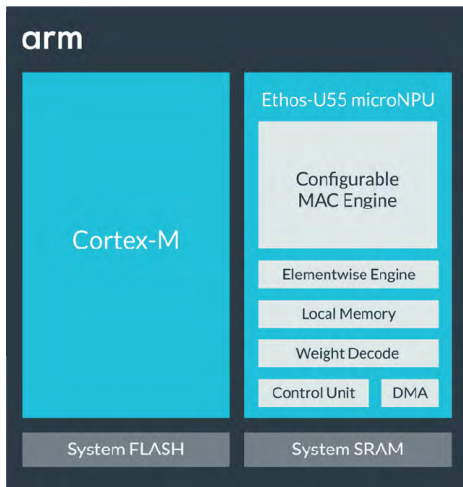 arm
Cortex-M
Ethos-U55 microNPU
Configurable
MAC Engine
Elementwise Engine
Local Memory
Weight Decode
Control Unit
DMA
System FLASH
System SRAM